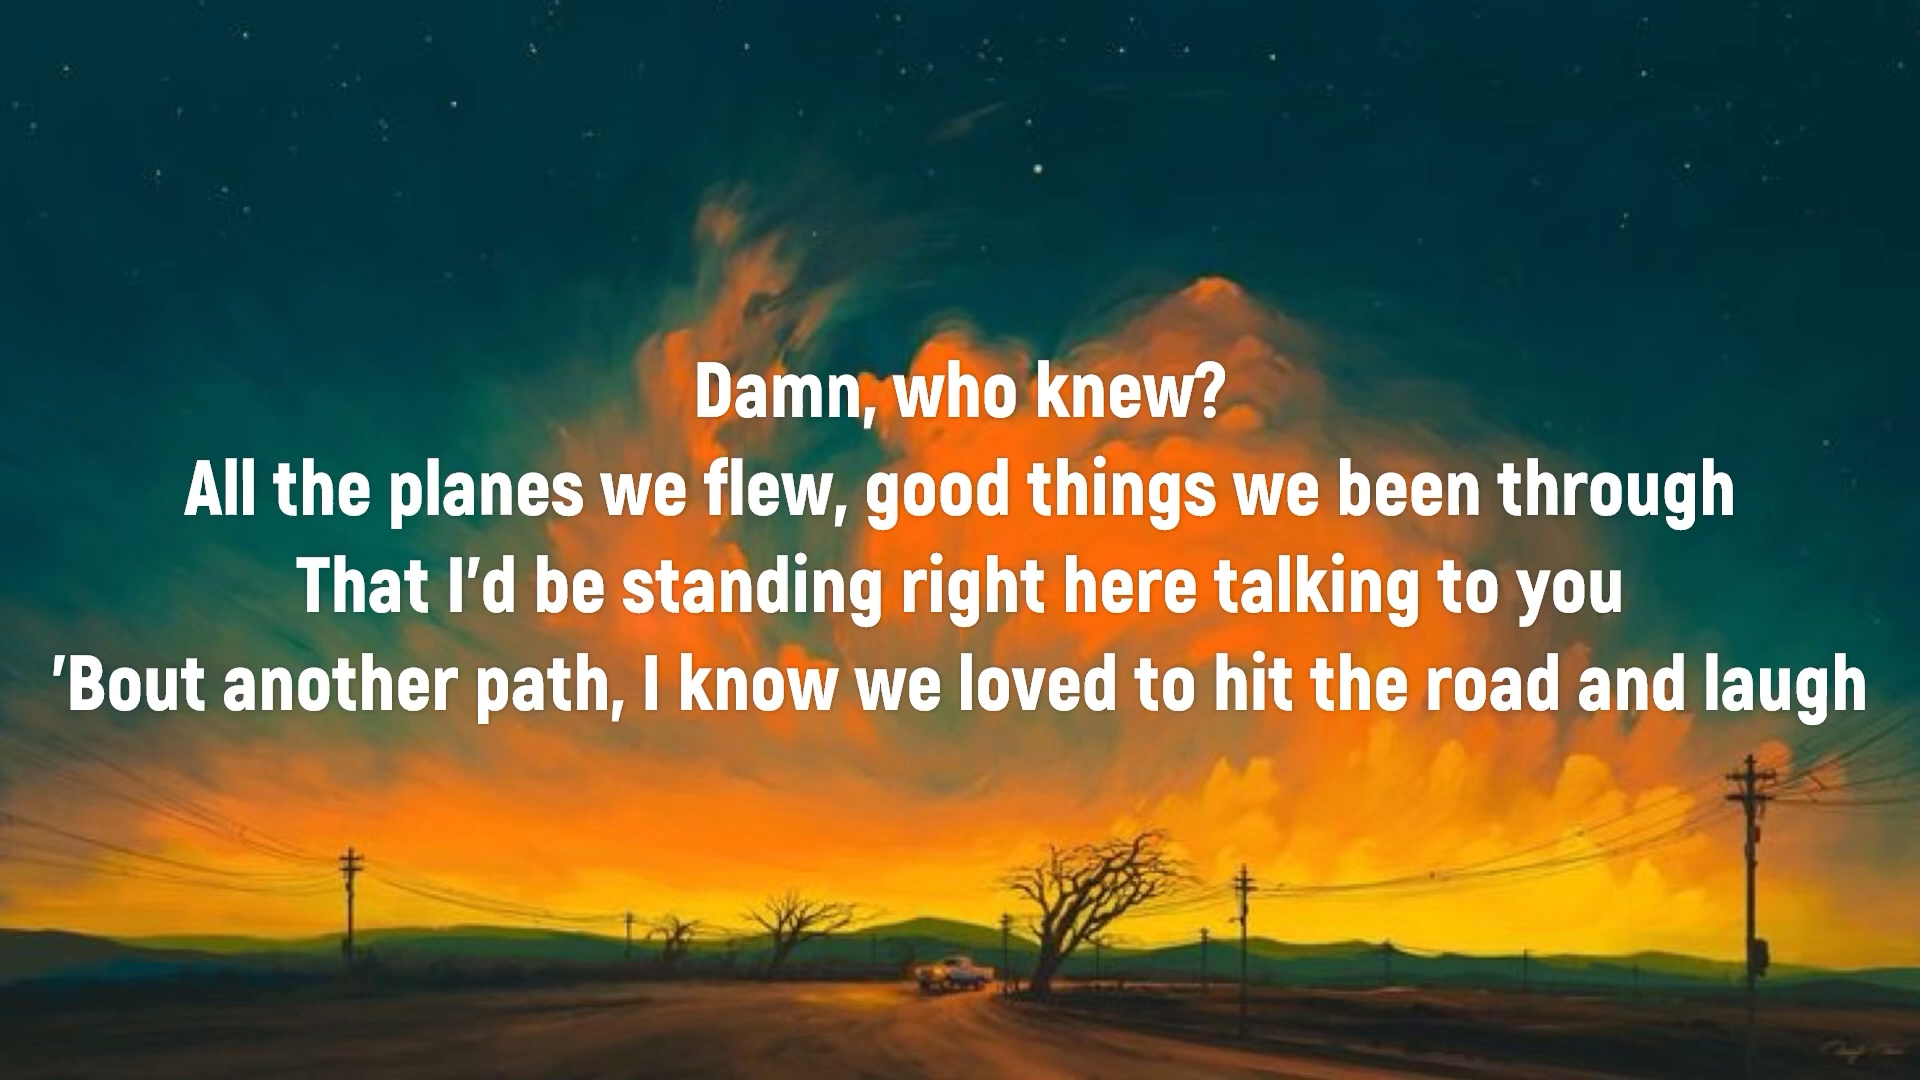 Damn, who knew?
All the planes we flew, good things we been through
That I'd be standing right here talking to you
'Bout another path, I know we loved to hit the road and laugh